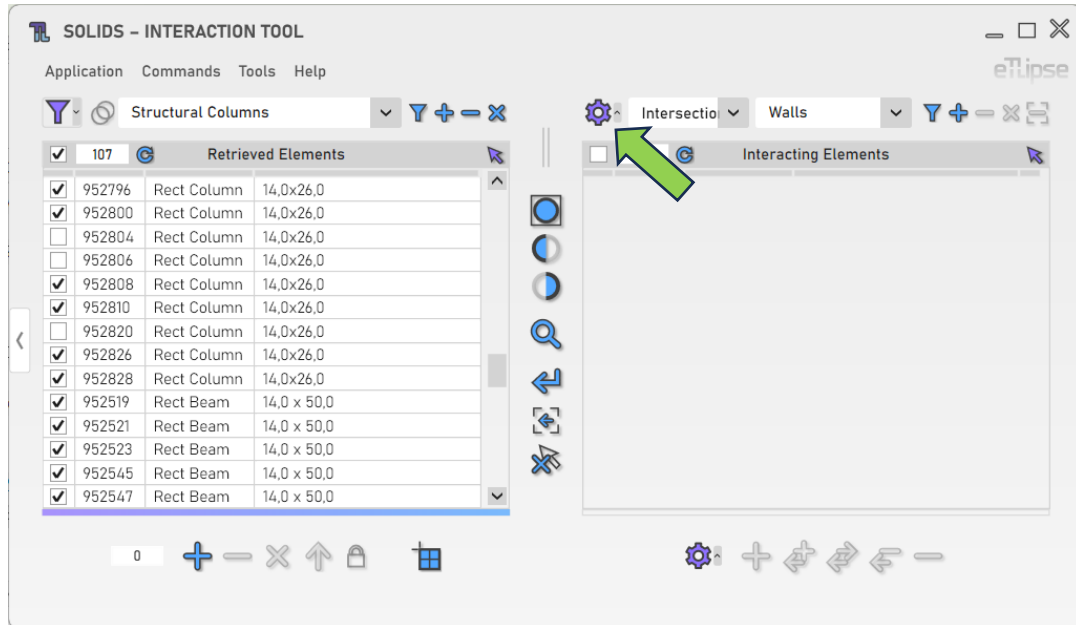 SOLIDS – INTERACTION TOOL
Application Commands Tools Help
eTLipse
Structural Columns
Walls
107 Retrieved Elements
Interacting Elements
952796 Rect Column 14,0x26,0
952800 Rect Column 14,0x26,0
952804 Rect Column 14,0x26,0
952806 Rect Column 14,0x26,0
952808 Rect Column 14,0x26,0
952810 Rect Column 14,0x26,0
952820 Rect Column 14,0x26,0
952826 Rect Column 14,0x26,0
952828 Rect Column 14,0x26,0
952519 Rect Beam 14,0 x 50,0
952521 Rect Beam 14,0 x 50,0
952523 Rect Beam 14,0 x 50,0
952545 Rect Beam 14,0 x 50,0
952547 Rect Beam 14,0 x 50,0
0